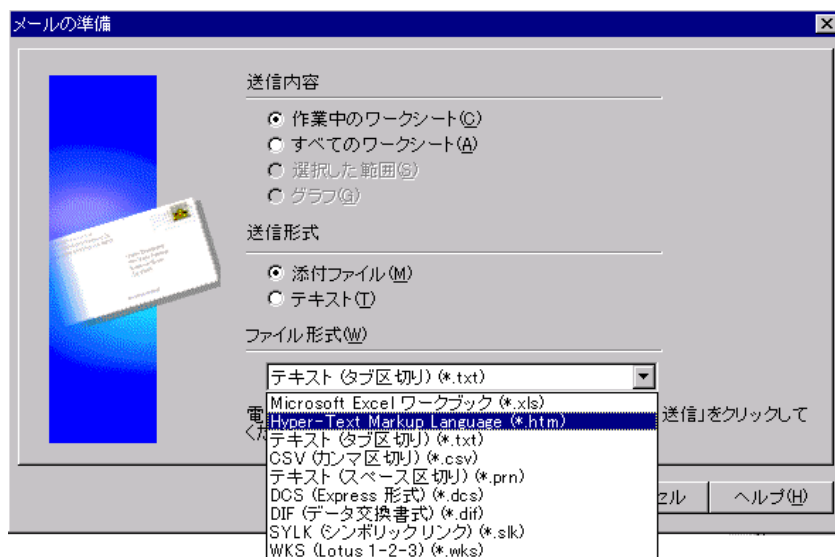 メールの準備
送信内容
作業中のワークシート(C)
すべてのワークシート(A)
選択した範囲(S)
グラフ(G)
送信形式
添付ファイル(M)
テキスト(T)
ファイル形式(W)
テキスト (タブ区切り) (*.txt)
Microsoft Excel ワークブック (*.xls)
電
送信」をクリックして
Hyper-Text Markup Language (*.htm)
くだ
テキスト (タブ区切り) (*.txt)
CSV (カンマ区切り) (*.csv)
テキスト (スペース区切り) (*.prn)
DCS (Express 形式) (*.dcs)
セル
ヘルプ(H)
DIF (データ交換書式) (*.dif)
SYLK (シンボリックリンク) (*.slk)
WKS (Lotus 1-2-3) (*.wks)